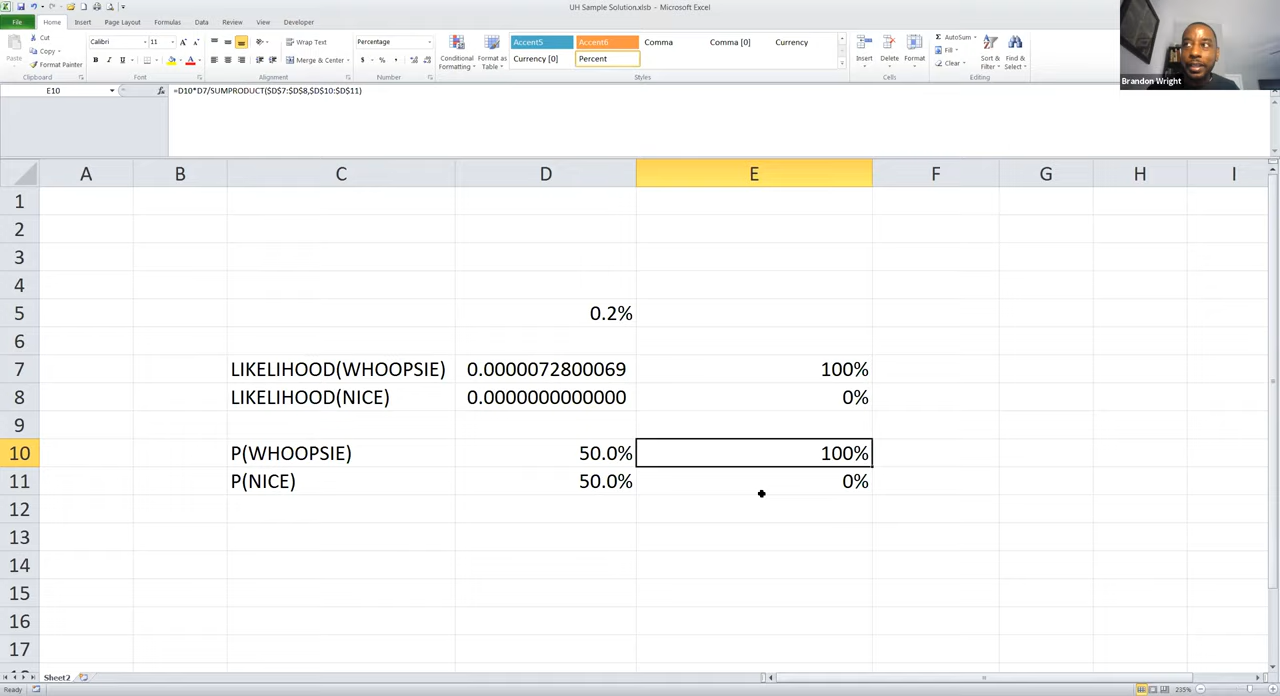 UH Sample Solution.xlsb - Microsoft Excel
File Home Insert Page Layout Formulas Data Review View Developer
Cut
Copy
Format Painter
Paste
Clipboard
Calibri 11
B I U
Font
Wrap Text
Merge & Center
Alignment
Percentage
$ % ,
Number
Conditional Formatting
Format as Table
Accent5 Accent6 Comma Comma [0] Currency
Currency [0] Percent
Styles
Insert Delete Format
Cells
AutoSum
Fill
Clear
Sort & Filter
Find & Select
Editing
Brandon Wright
E10 fx =D10*D7/SUMPRODUCT($D$7:$D$8,$D$10:$D$11)
A B C D E F G H I
1
2
3
4
5 0.2%
6
7 LIKELIHOOD(WHOOPSIE) 0.0000072800069 100%
8 LIKELIHOOD(NICE) 0.0000000000000 0%
9
10 P(WHOOPSIE) 50.0% 100%
11 P(NICE) 50.0% 0%
12
13
14
15
16
17
Sheet2
Ready 235%